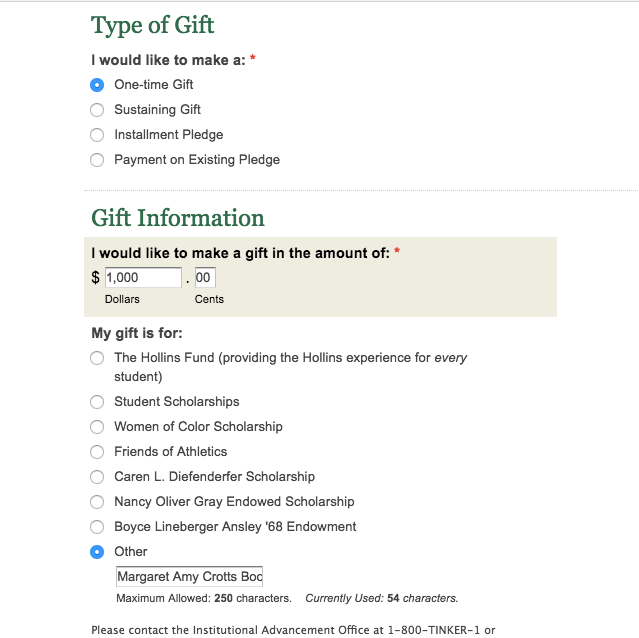 Type of Gift
I would like to make a: *
One-time Gift
Sustaining Gift
Installment Pledge
Payment on Existing Pledge
Gift Information
I would like to make a gift in the amount of: *
$ 1,000 . 00
Dollars Cents
My gift is for:
The Hollins Fund (providing the Hollins experience for every
student)
Student Scholarships
Women of Color Scholarship
Friends of Athletics
Caren L. Diefenderfer Scholarship
Nancy Oliver Gray Endowed Scholarship
Boyce Lineberger Ansley '68 Endowment
Other
Margaret Amy Crotts Boo
Maximum Allowed: 250 characters. Currently Used: 54 characters.
Please contact the Institutional Advancement Office at 1-800-TINKER-1 or